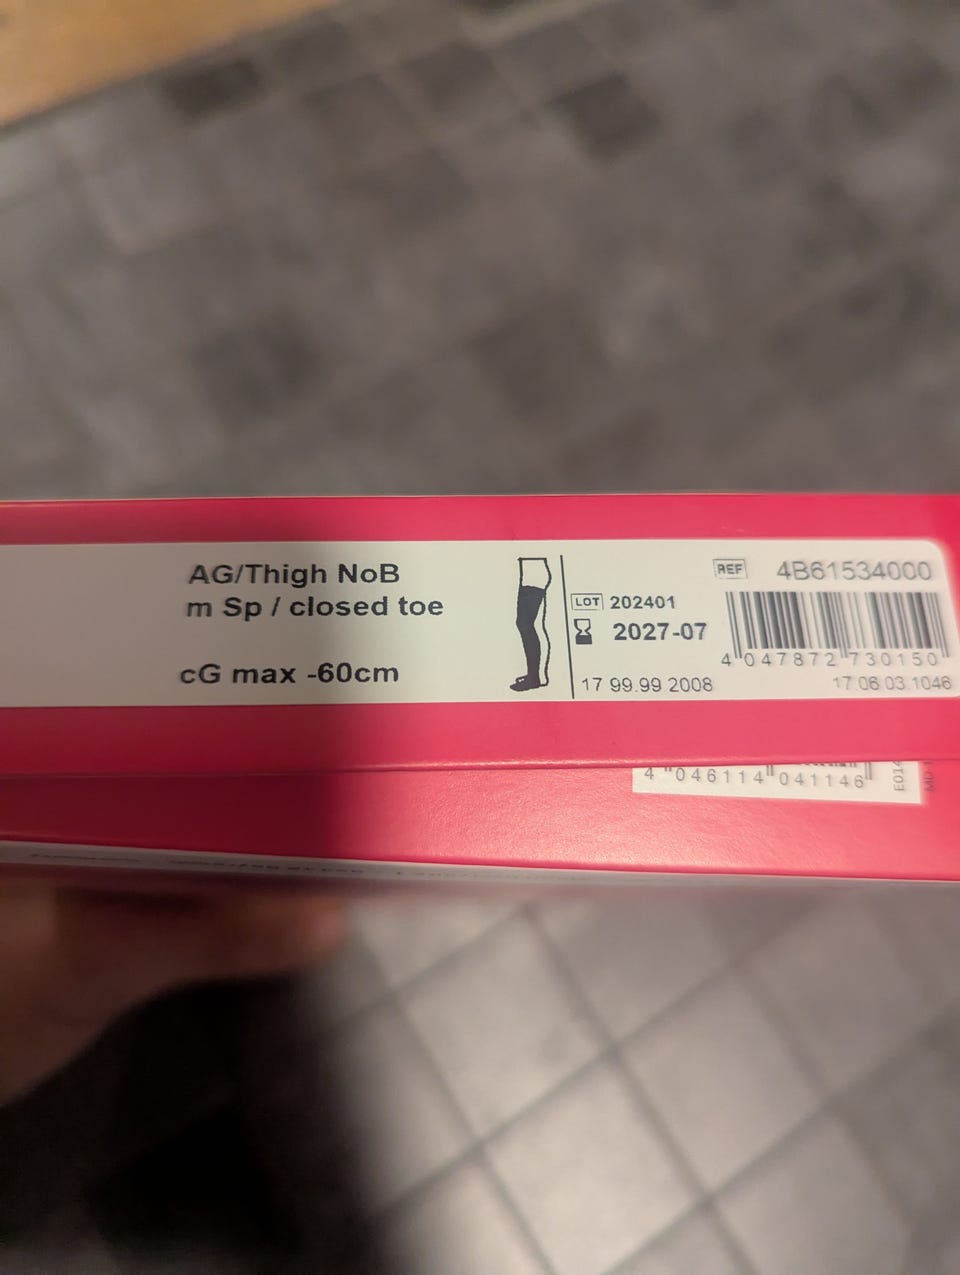 AG/Thigh NoB
m Sp / closed toe
cG max -60cm
LOT 202401
2027-07
17 99.99 2008
REF 4B61534000
4 047872 730150
17.06.03.1046
4 046114 041146
E014